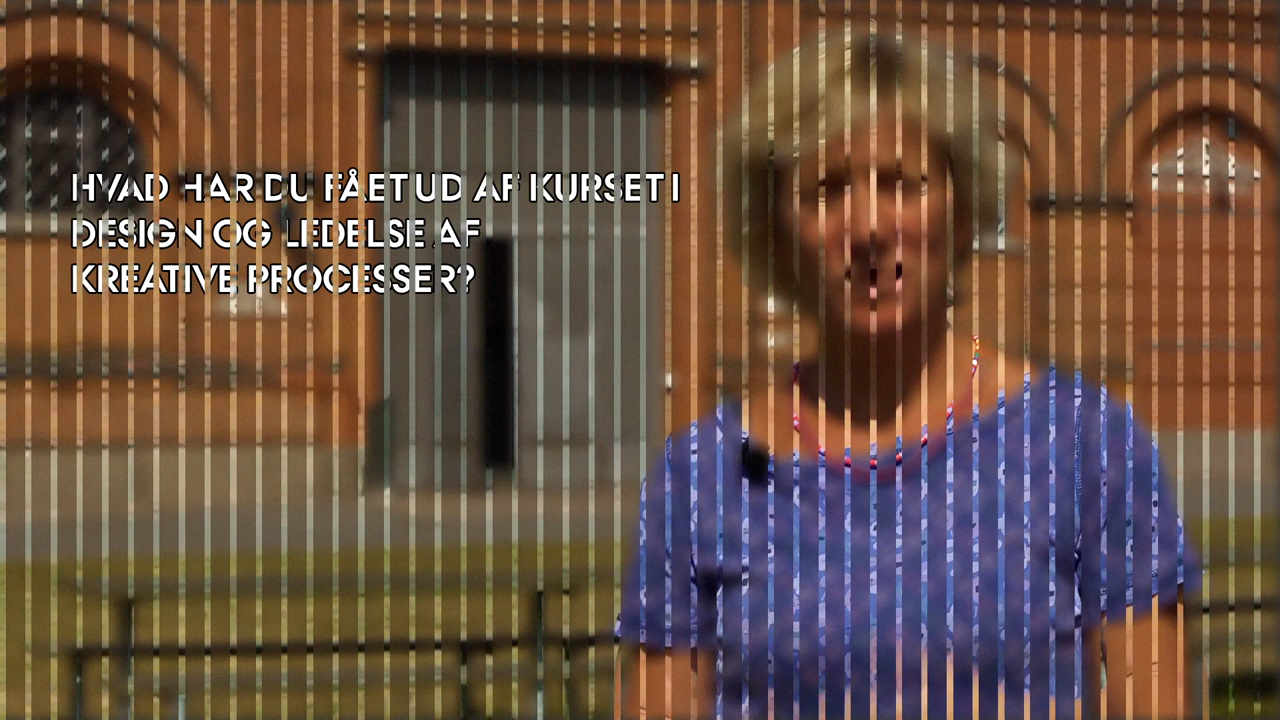 HVAD HAR DU FÅET UD AF KURSET I
DESIGN OG LEDELSE AF
KREATIVE PROCESSER?